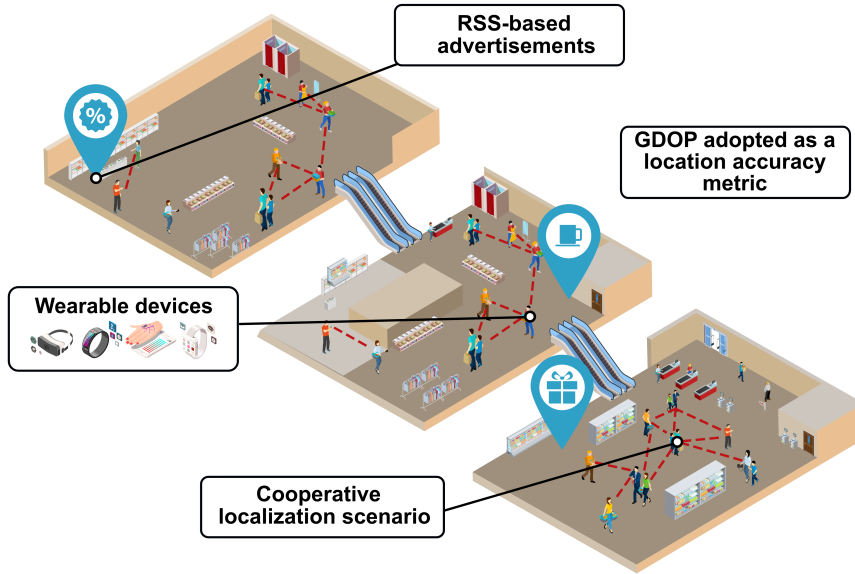 RSS-based
advertisements
%
GDOP adopted as a
location accuracy
metric
Wearable devices
Cooperative
localization scenario